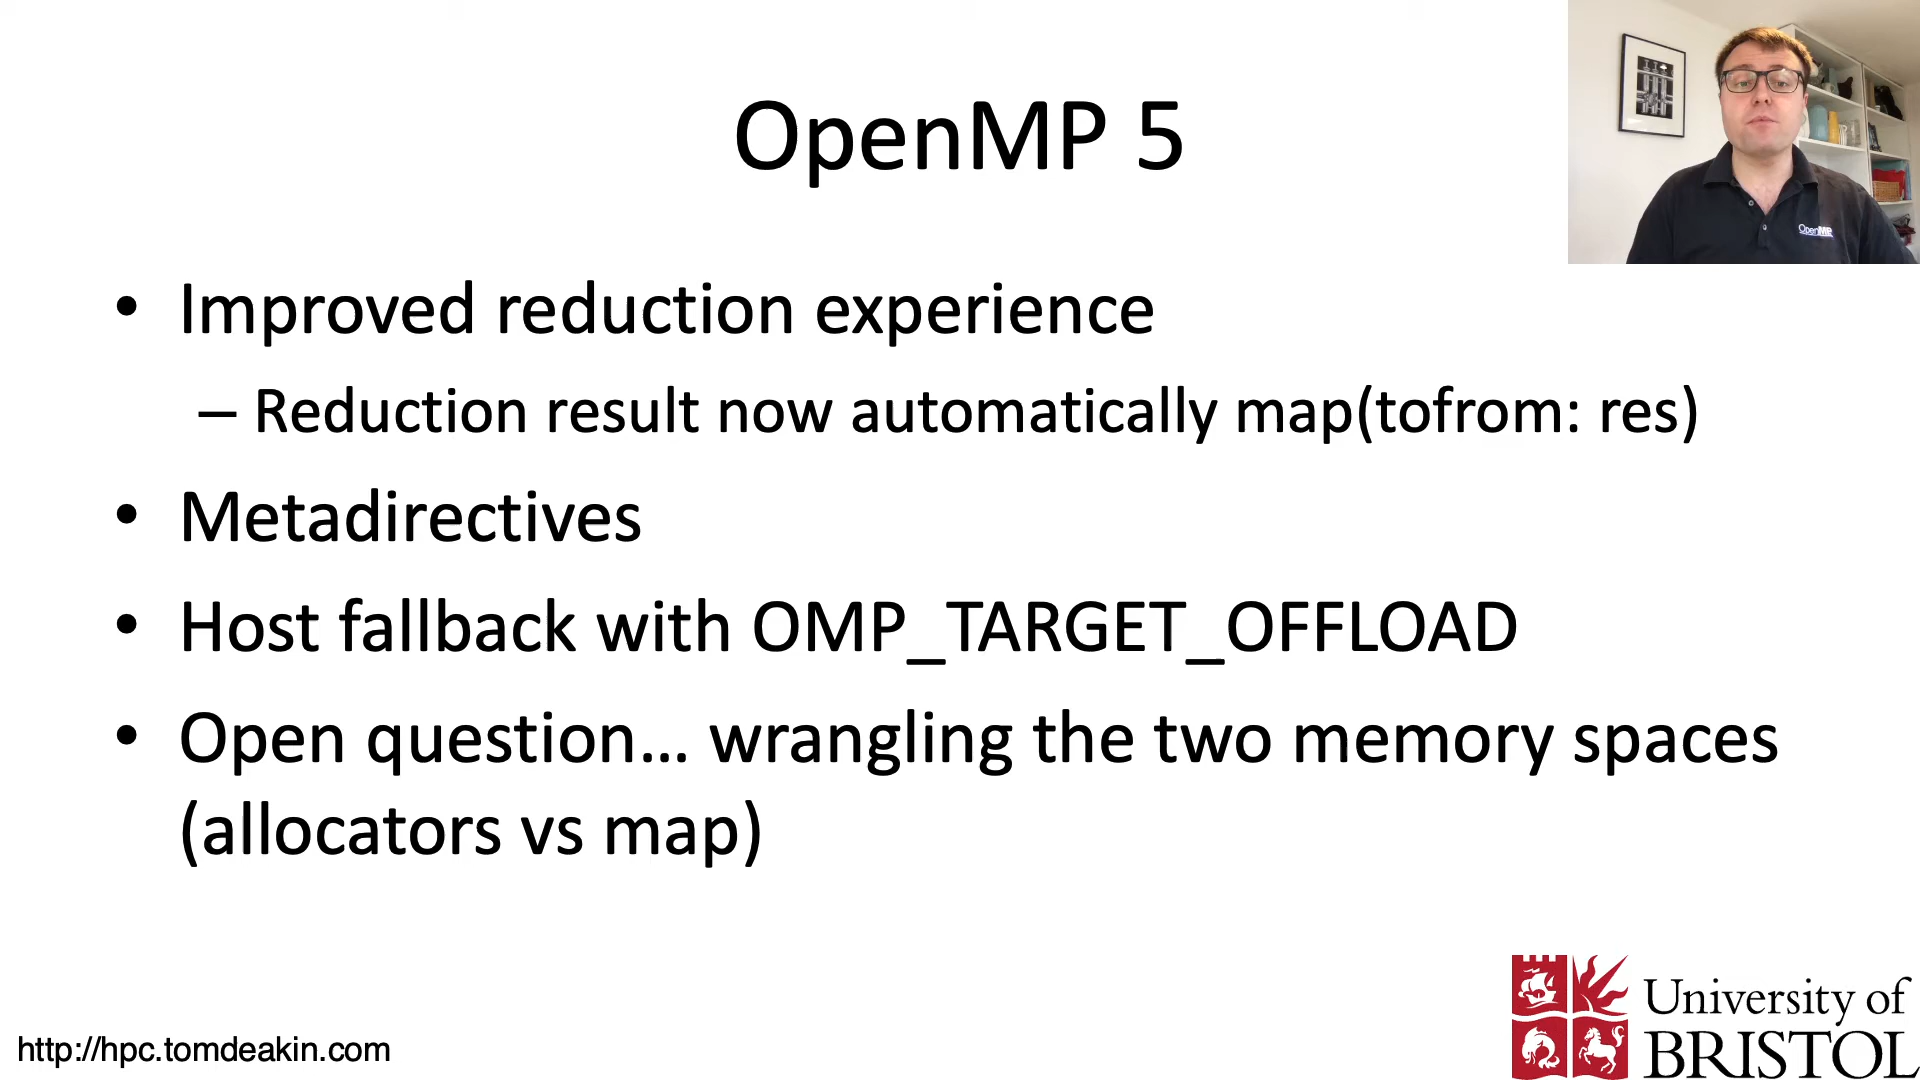 OpenMP 5
OpenMP
• Improved reduction experience
– Reduction result now automatically map(tofrom: res)
• Metadirectives
• Host fallback with OMP_TARGET_OFFLOAD
• Open question… wrangling the two memory spaces
(allocators vs map)
http://hpc.tomdeakin.com
University of
BRISTOL